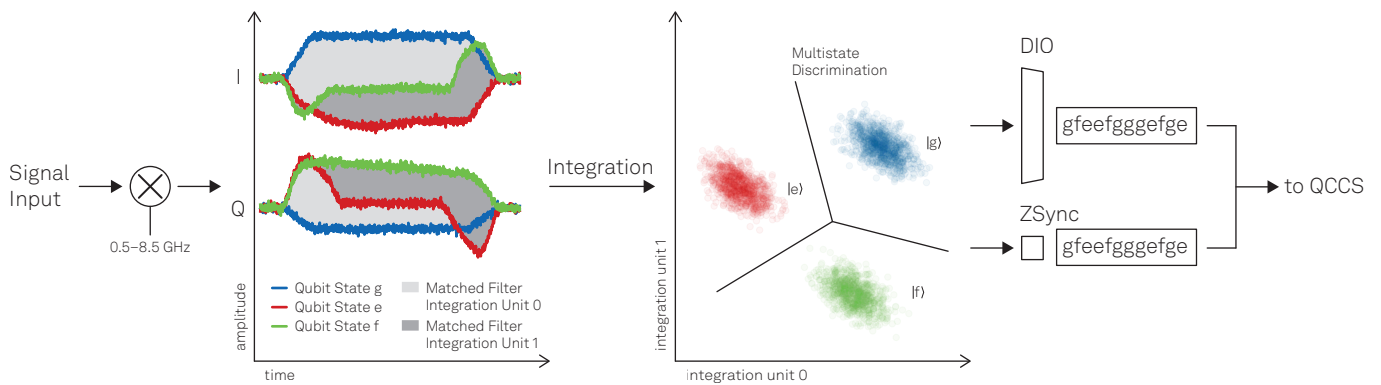 Signal
Input
0.5–8.5 GHz
amplitude
I
Q
Qubit State g
Qubit State e
Qubit State f
Matched Filter
Integration Unit 0
Matched Filter
Integration Unit 1
time
Integration
integration unit 1
Multistate
Discrimination
|g⟩
|e⟩
|f⟩
integration unit 0
DIO
gfeefgggefge
ZSync
gfeefgggefge
to QCCS